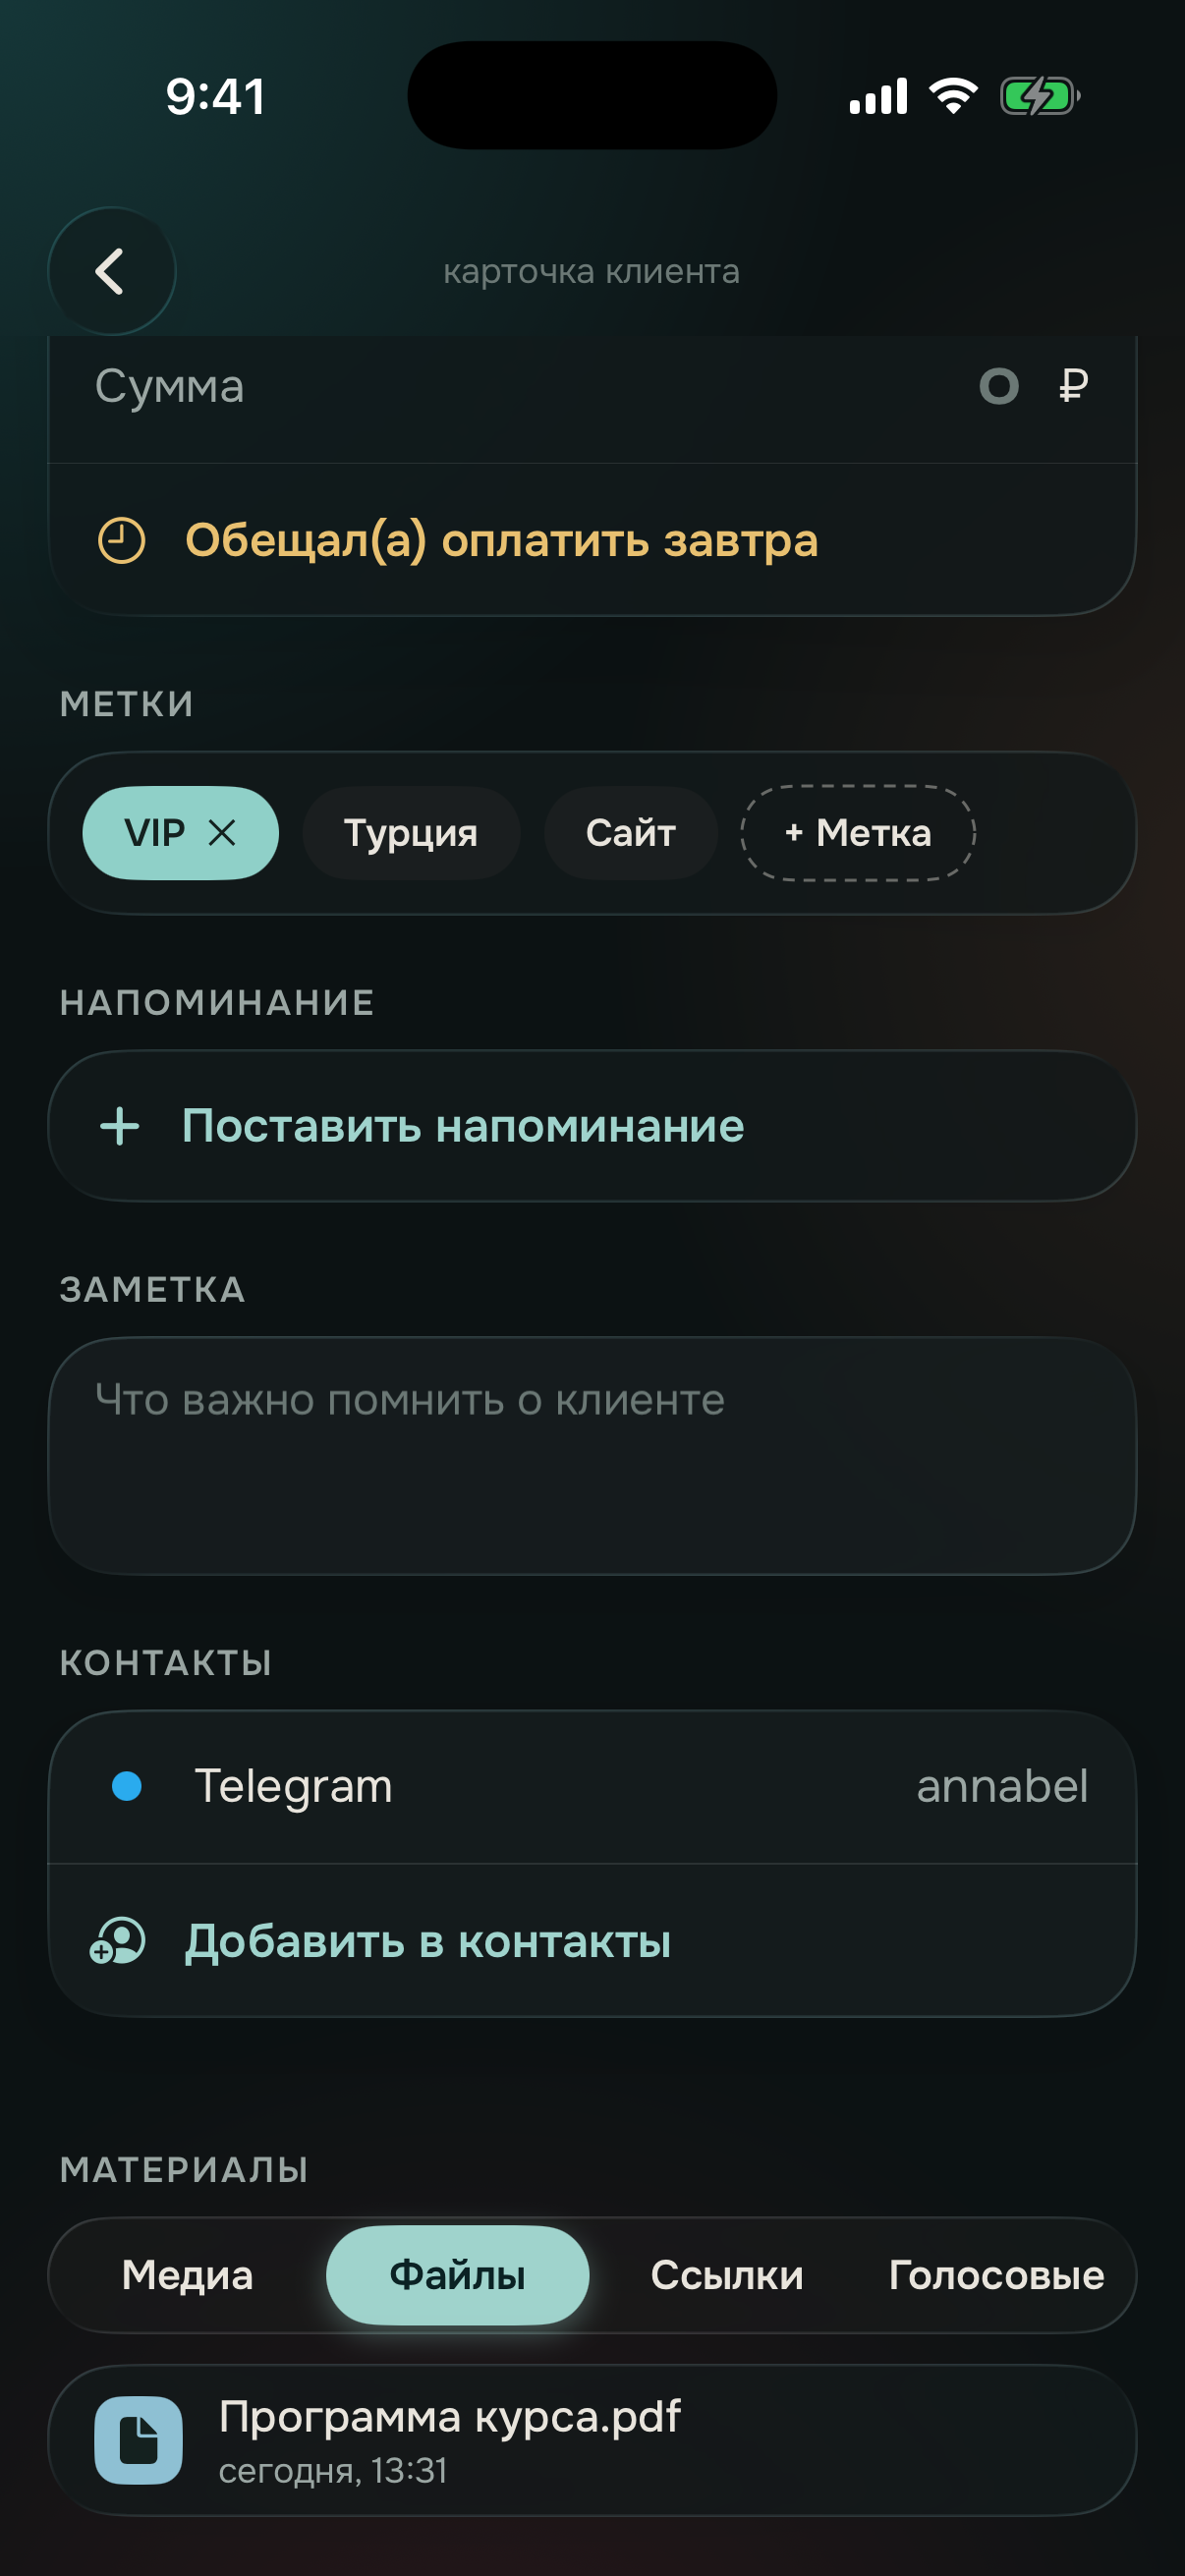 9:41
карточка клиента
Сумма 0 ₽
Обещал(а) оплатить завтра
МЕТКИ
VIP Турция Сайт + Метка
НАПОМИНАНИЕ
Поставить напоминание
ЗАМЕТКА
Что важно помнить о клиенте
КОНТАКТЫ
Telegram annabel
Добавить в контакты
МАТЕРИАЛЫ
Медиа Файлы Ссылки Голосовые
Программа курса.pdf
сегодня, 13:31